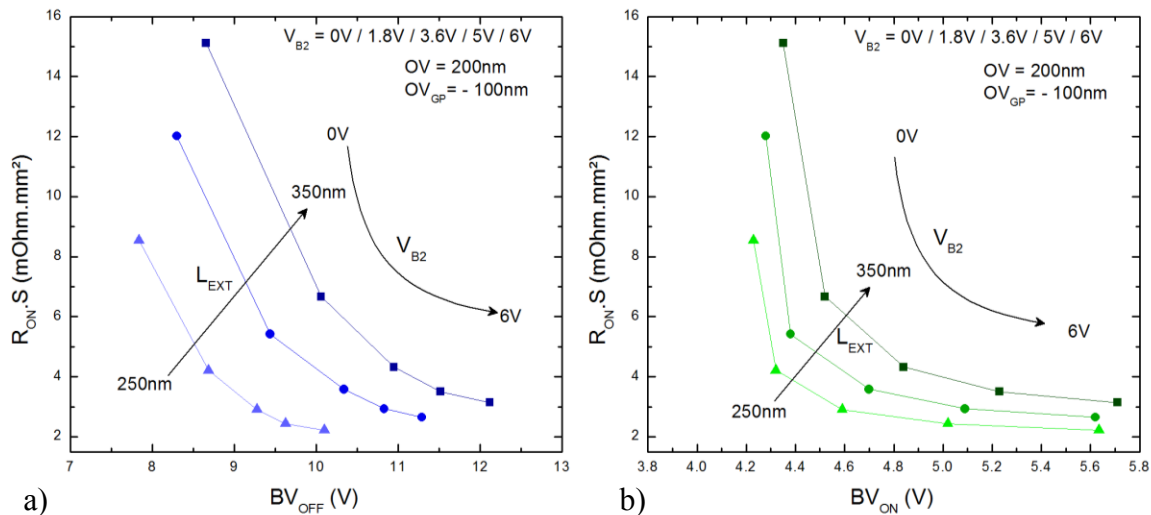 V_B2 = 0V / 1.8V / 3.6V / 5V / 6V
OV = 200nm
OV_GP = - 100nm
0V
350nm
V_B2
L_EXT
6V
250nm
R_ON.S (mOhm.mm²)
16
14
12
10
8
6
4
2
7 8 9 10 11 12 13
BV_OFF (V)
a)
V_B2 = 0V / 1.8V / 3.6V / 5V / 6V
OV = 200nm
OV_GP = - 100nm
0V
350nm
V_B2
L_EXT
6V
250nm
R_ON.S (mOhm.mm²)
16
14
12
10
8
6
4
2
3.8 4.0 4.2 4.4 4.6 4.8 5.0 5.2 5.4 5.6 5.8
BV_ON (V)
b)